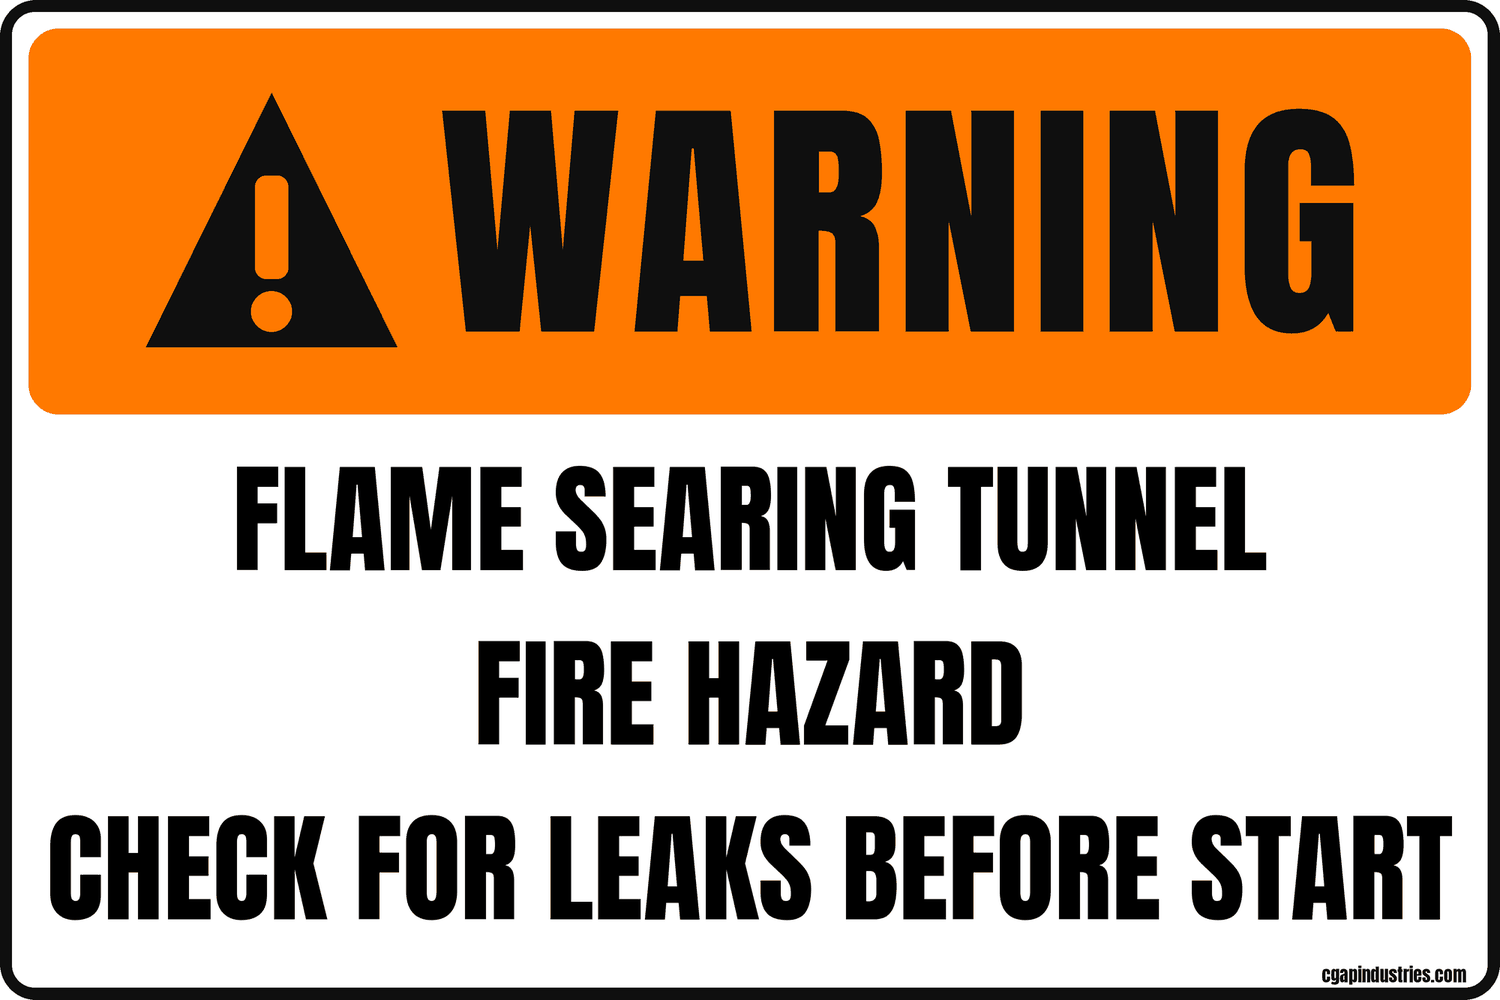 WARNING
FLAME SEARING TUNNEL
FIRE HAZARD
CHECK FOR LEAKS BEFORE START
cgapindustries.com